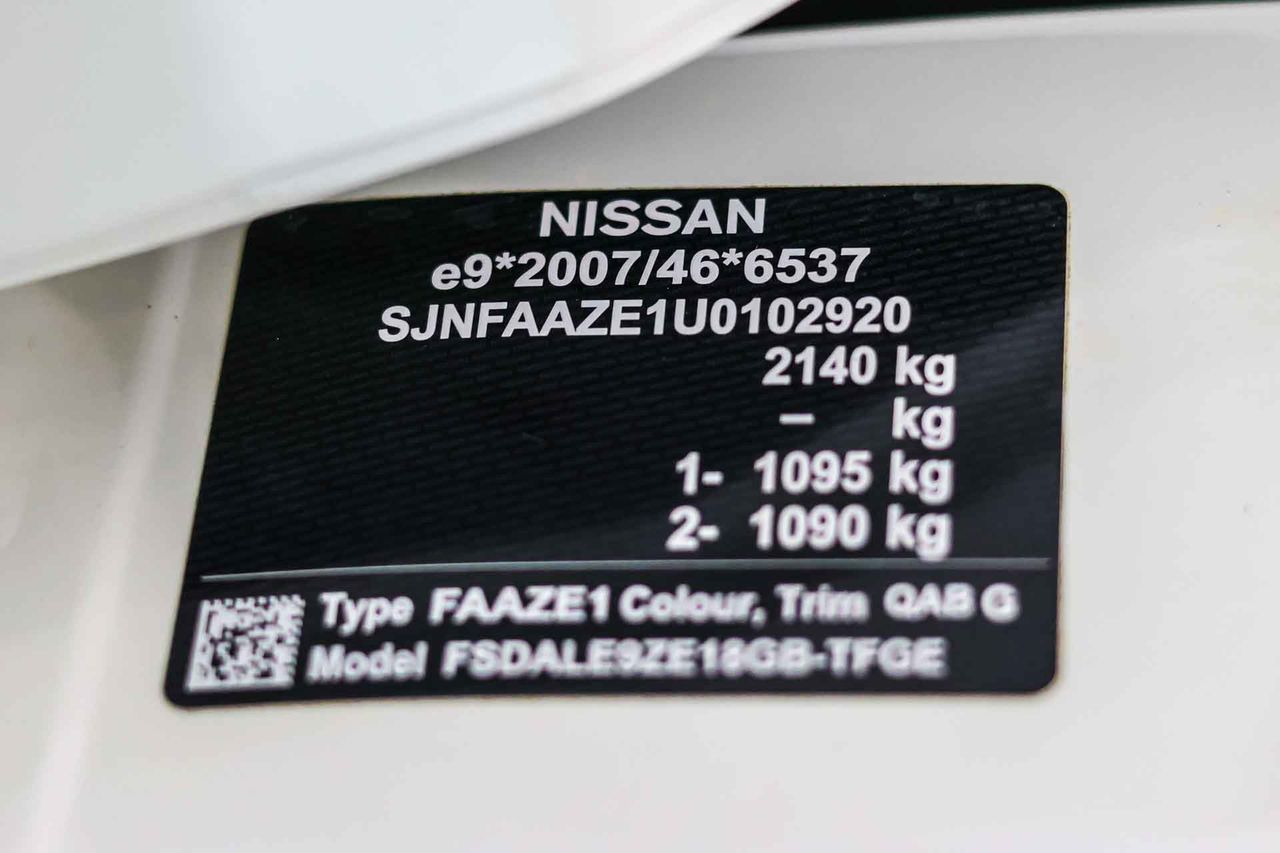 NISSAN
e9*2007/46*6537
SJNFAAZE1U0102920
2140 kg
– kg
1- 1095 kg
2- 1090 kg
Type FAAZE1 Colour, Trim QAB G
Model FSDALE9ZE18GB-TFGE